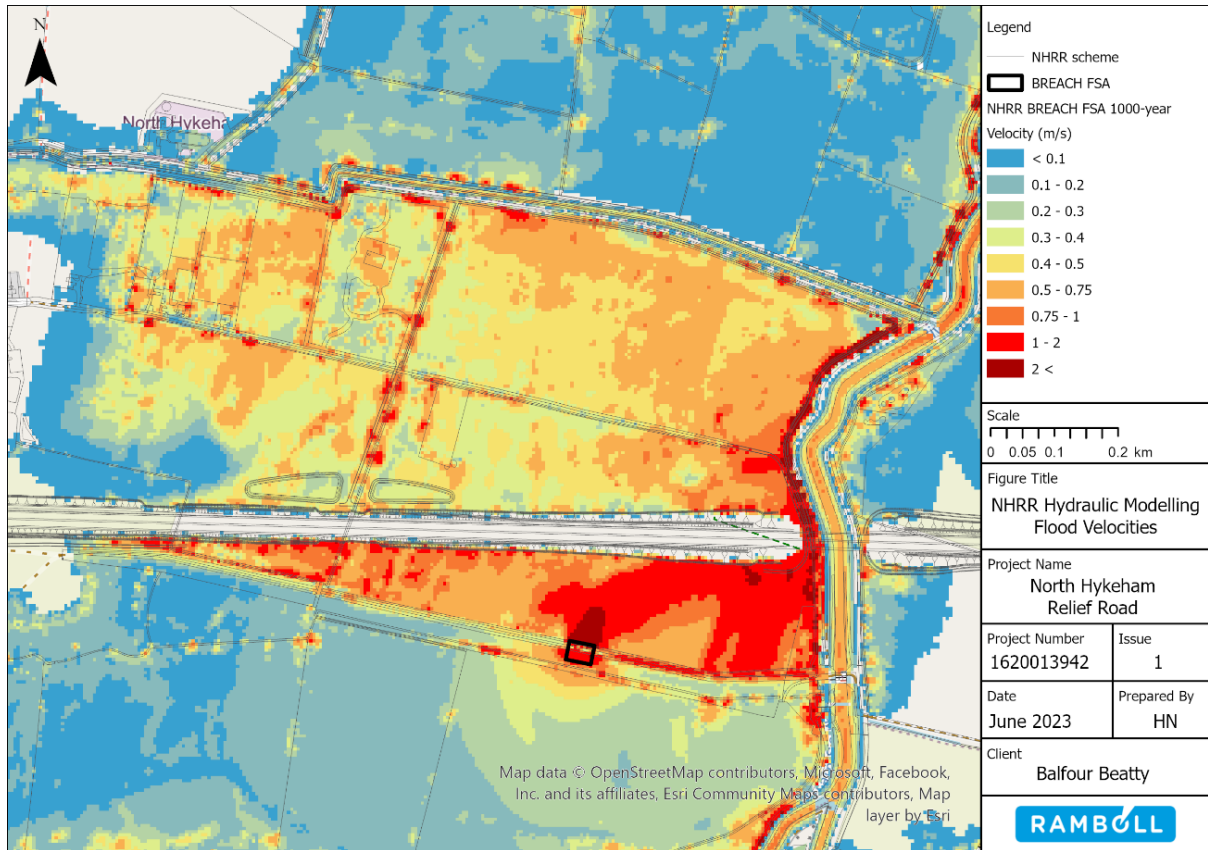 N
North Hykeha
Map data © OpenStreetMap contributors, Microsoft, Facebook,
Inc. and its affiliates, Esri Community Maps contributors, Map
layer by Esri
Legend
NHRR scheme
BREACH FSA
NHRR BREACH FSA 1000-year
Velocity (m/s)
< 0.1
0.1 - 0.2
0.2 - 0.3
0.3 - 0.4
0.4 - 0.5
0.5 - 0.75
0.75 - 1
1 - 2
2 <
Scale
0 0.05 0.1 0.2 km
Figure Title
NHRR Hydraulic Modelling
Flood Velocities
Project Name
North Hykeham
Relief Road
Project Number
1620013942
Issue
1
Date
June 2023
Prepared By
HN
Client
Balfour Beatty
RAMBOLL